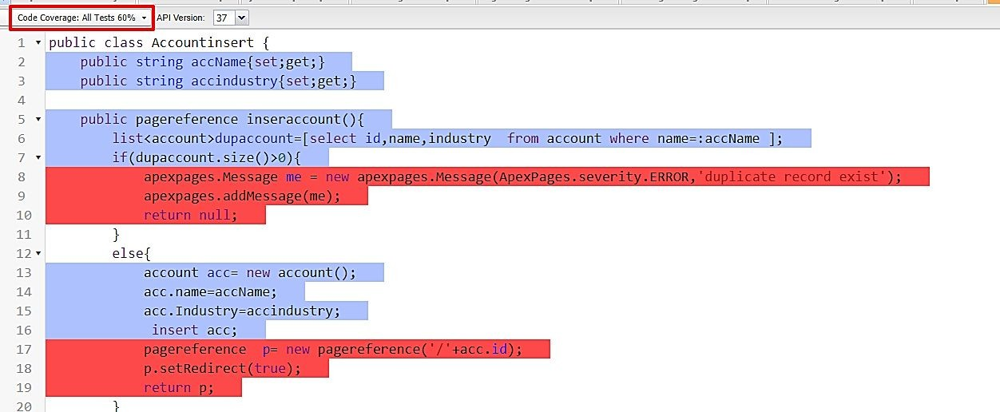 Code Coverage: All Tests 60% API Version: 37
1 public class Accountinsert {
2 public string accName{set;get;}
3 public string accindustry{set;get;}
4
5 public pagereference inseraccount(){
6 list<account>dupaccount=[select id,name,industry  from account where name=:accName ];
7 if(dupaccount.size()>0){
8 apexpages.Message me = new apexpages.Message(ApexPages.severity.ERROR,'duplicate record exist');
9 apexpages.addMessage(me);
10 return null;
11 }
12 else{
13 account acc= new account();
14 acc.name=accName;
15 acc.Industry=accindustry;
16 insert acc;
17 pagereference  p= new pagereference('/'+acc.id);
18 p.setRedirect(true);
19 return p;
20 }